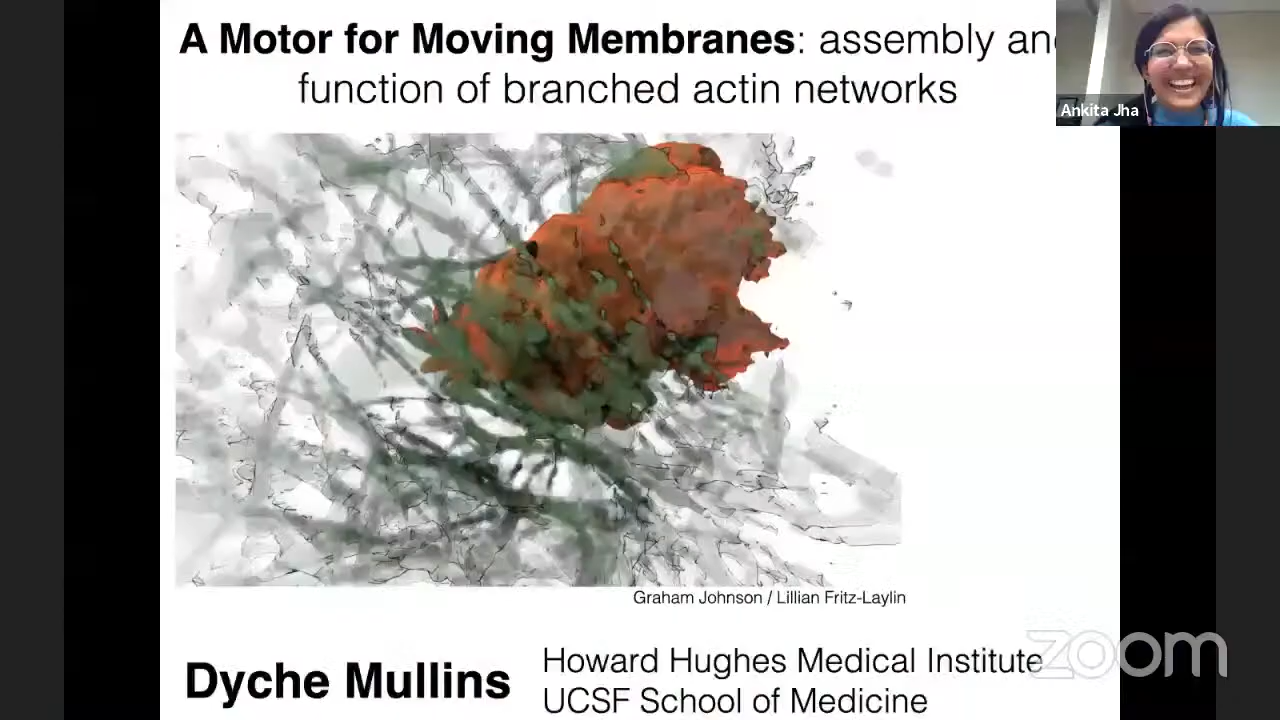 A Motor for Moving Membranes: assembly an
function of branched actin networks
Ankita Jha
Graham Johnson / Lillian Fritz-Laylin
Dyche Mullins
Howard Hughes Medical Institute
UCSF School of Medicine
zoom